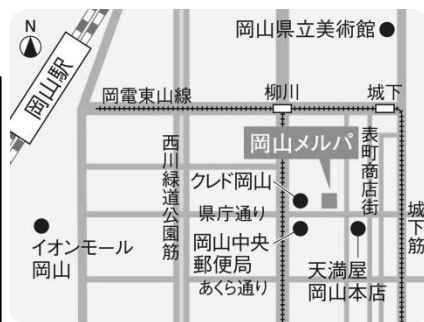 N
岡山県立美術館
岡山駅
岡電東山線
柳川
城下
岡山メルパ
西川緑道公園筋
表町商店街
クレド岡山
県庁通り
城下筋
岡山中央
郵便局
イオンモール
岡山
天満屋
岡山本店
あくら通り